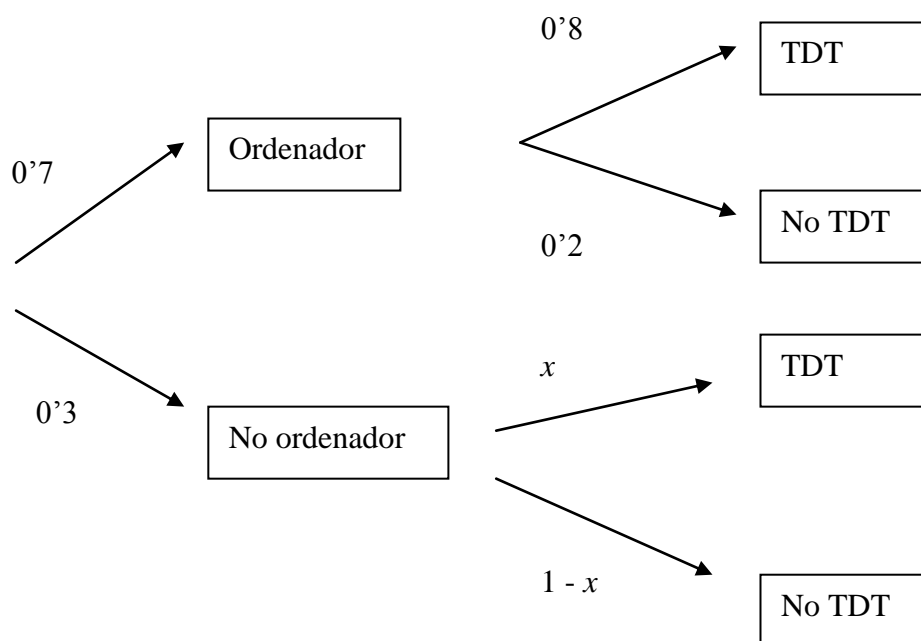 0’8
TDT
Ordenador
0’7
No TDT
0’2
TDT
x
0’3
No ordenador
1 - x
No TDT